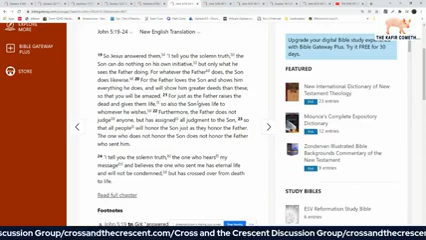 EXPLORE
MORE
BIBLE GATEWAY
PLUS
STORE
John 5:19-24
New English Translation
19 So Jesus answered them, "I tell you the solemn truth, the
Son can do nothing on his own initiative, but only what he
sees the Father doing. For whatever the Father does, the Son
does likewise. 20 For the Father loves the Son and shows him
everything he does, and will show him greater deeds than these,
so that you will be amazed. 21 For just as the Father raises the
dead and gives them life, so also the Son gives life to
whomever he wishes. 22 Furthermore, the Father does not
judge anyone, but has assigned all judgment to the Son, 23 so
that all people will honor the Son just as they honor the Father.
The one who does not honor the Son does not honor the Father
who sent him.
24 "I tell you the solemn truth, the one who hears my
message and believes the one who sent me has eternal life
and will not be condemned, but has crossed over from death
to life.
Read full chapter
Footnotes
THE KAFIR COMETH...
Upgrade your digital Bible study experience
with Bible Gateway Plus. Try it FREE for 30
days.
FEATURED
New International Dictionary of
New Testament Theology
entries
Mounce's Complete Expository
Dictionary
entries
Zondervan Illustrated Bible
Backgrounds Commentary of the
New Testament
entries
STUDY BIBLES
ESV Reformation Study Bible
entries
scussion Group/crossandthecrescent.com/Cross and the Crescent Discussion Group/crossandthecrescen